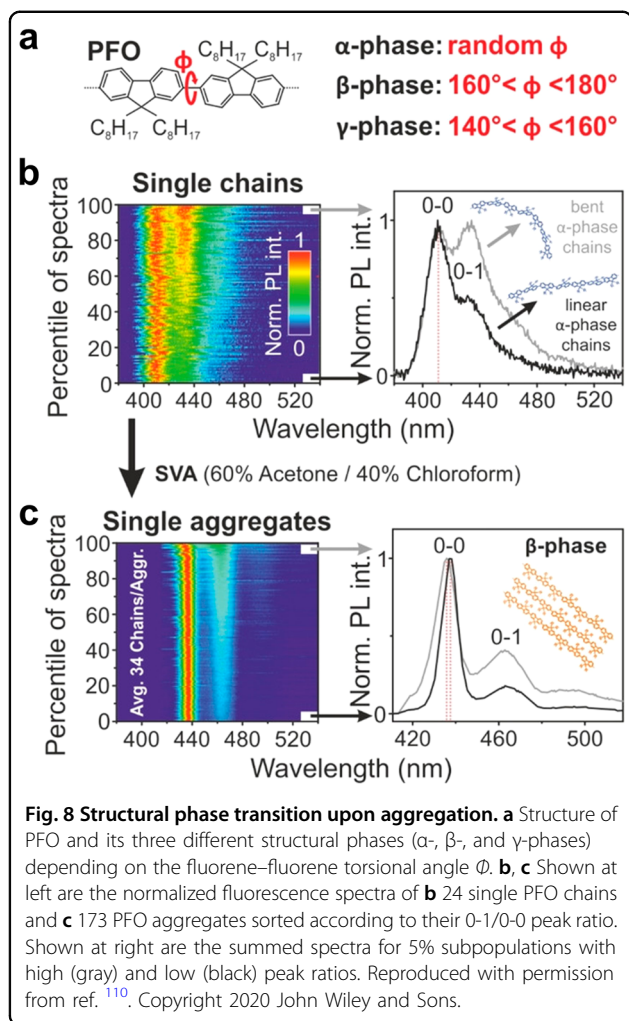 a
PFO
C8H17 C8H17
ϕ
C8H17 C8H17
α-phase: random ϕ
β-phase: 160°< ϕ <180°
γ-phase: 140°< ϕ <160°
b
Single chains
Percentile of spectra
100
80
60
40
20
0
Norm. PL int.
1
0
400 440 480 520
Wavelength (nm)
Norm. PL int.
1
0
0-0
0-1
bent
α-phase
chains
linear
α-phase
chains
400 440 480 520
Wavelength (nm)
SVA (60% Acetone / 40% Chloroform)
c
Single aggregates
Percentile of spectra
100
80
60
40
20
0
Avg. 34 Chains/Aggr.
400 440 480 520
Wavelength (nm)
Norm. PL int.
1
0
0-0
β-phase
0-1
420 460 500
Wavelength (nm)
Fig. 8 Structural phase transition upon aggregation. a Structure of
PFO and its three different structural phases (α-, β-, and γ-phases)
depending on the fluorene–fluorene torsional angle Φ. b, c Shown at
left are the normalized fluorescence spectra of b 24 single PFO chains
and c 173 PFO aggregates sorted according to their 0-1/0-0 peak ratio.
Shown at right are the summed spectra for 5% subpopulations with
high (gray) and low (black) peak ratios. Reproduced with permission
from ref. 110. Copyright 2020 John Wiley and Sons.